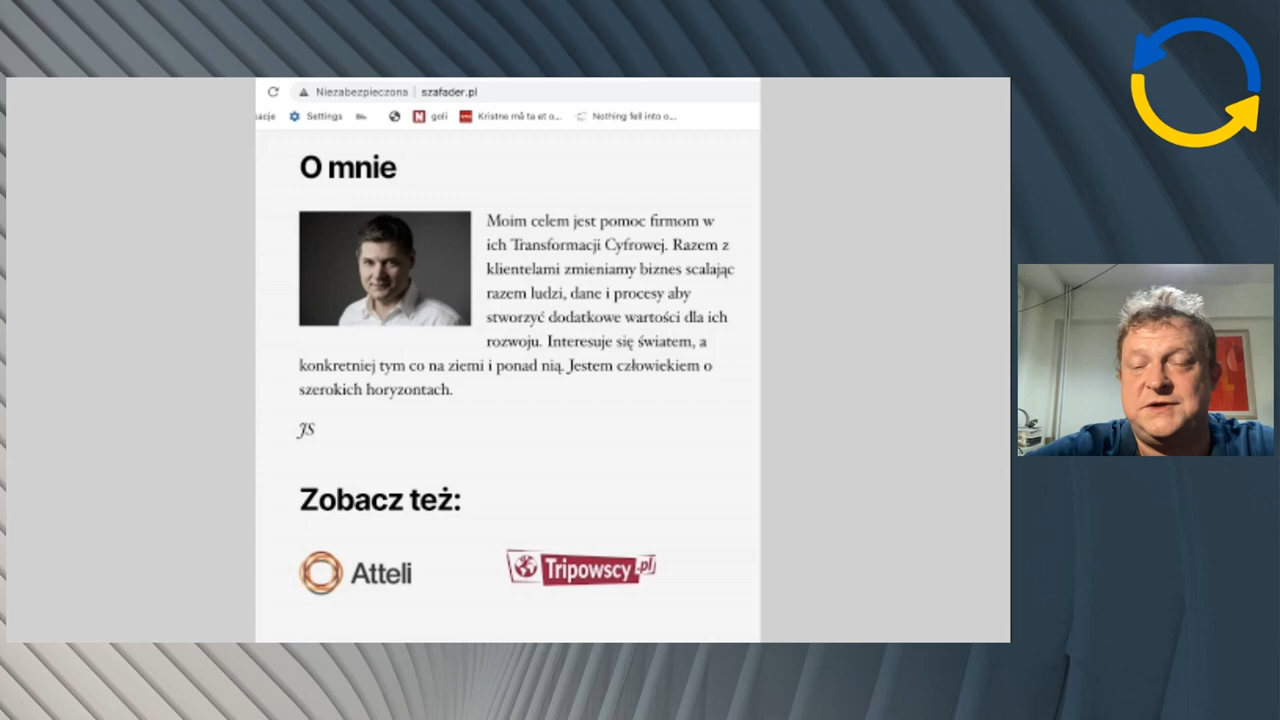 Niezabezpieczona | szafader.pl
acje Settings goli Kristne må ta et o... Nothing fell into o...
O mnie
Moim celem jest pomoc firmom w
ich Transformacji Cyfrowej. Razem z
klientelami zmieniamy biznes scalając
razem ludzi, dane i procesy aby
stworzyć dodatkowe wartości dla ich
rozwoju. Interesuje się światem, a
konkretniej tym co na ziemi i ponad nią. Jestem człowiekiem o
szerokich horyzontach.
JS
Zobacz też:
Atteli
Tripowscy.pl